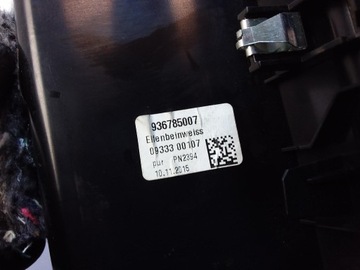 936785007
Elfenbeinweiss
09333 00107
pur PN2394
10.11.2015